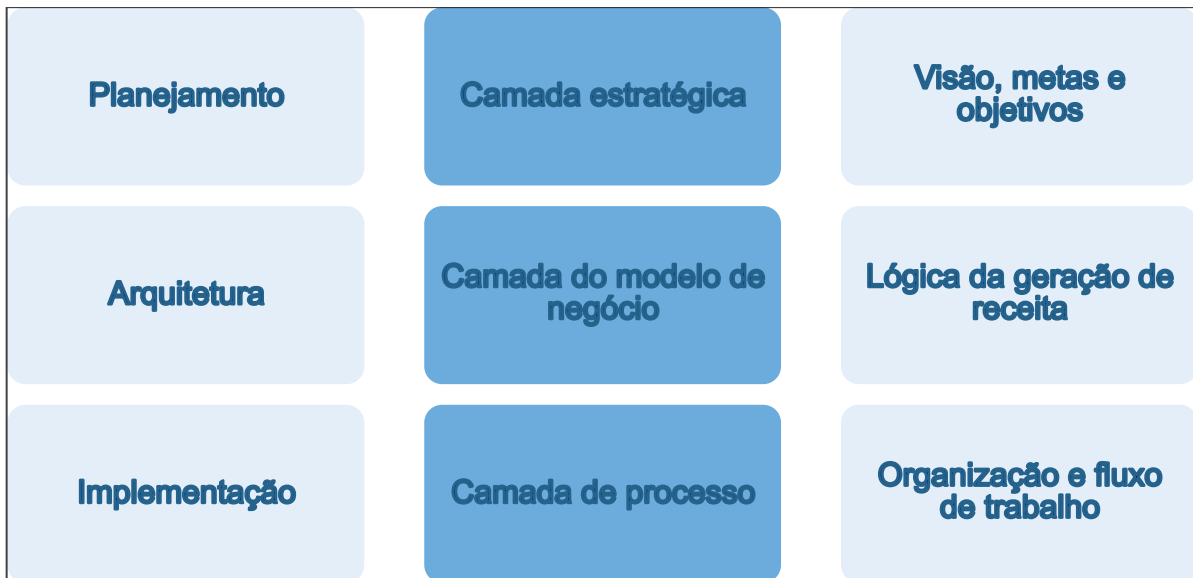 Planejamento
Camada estratégica
Visão, metas e
objetivos
Arquitetura
Camada do modelo de
negócio
Lógica da geração de
receita
Implementação
Camada de processo
Organização e fluxo
de trabalho